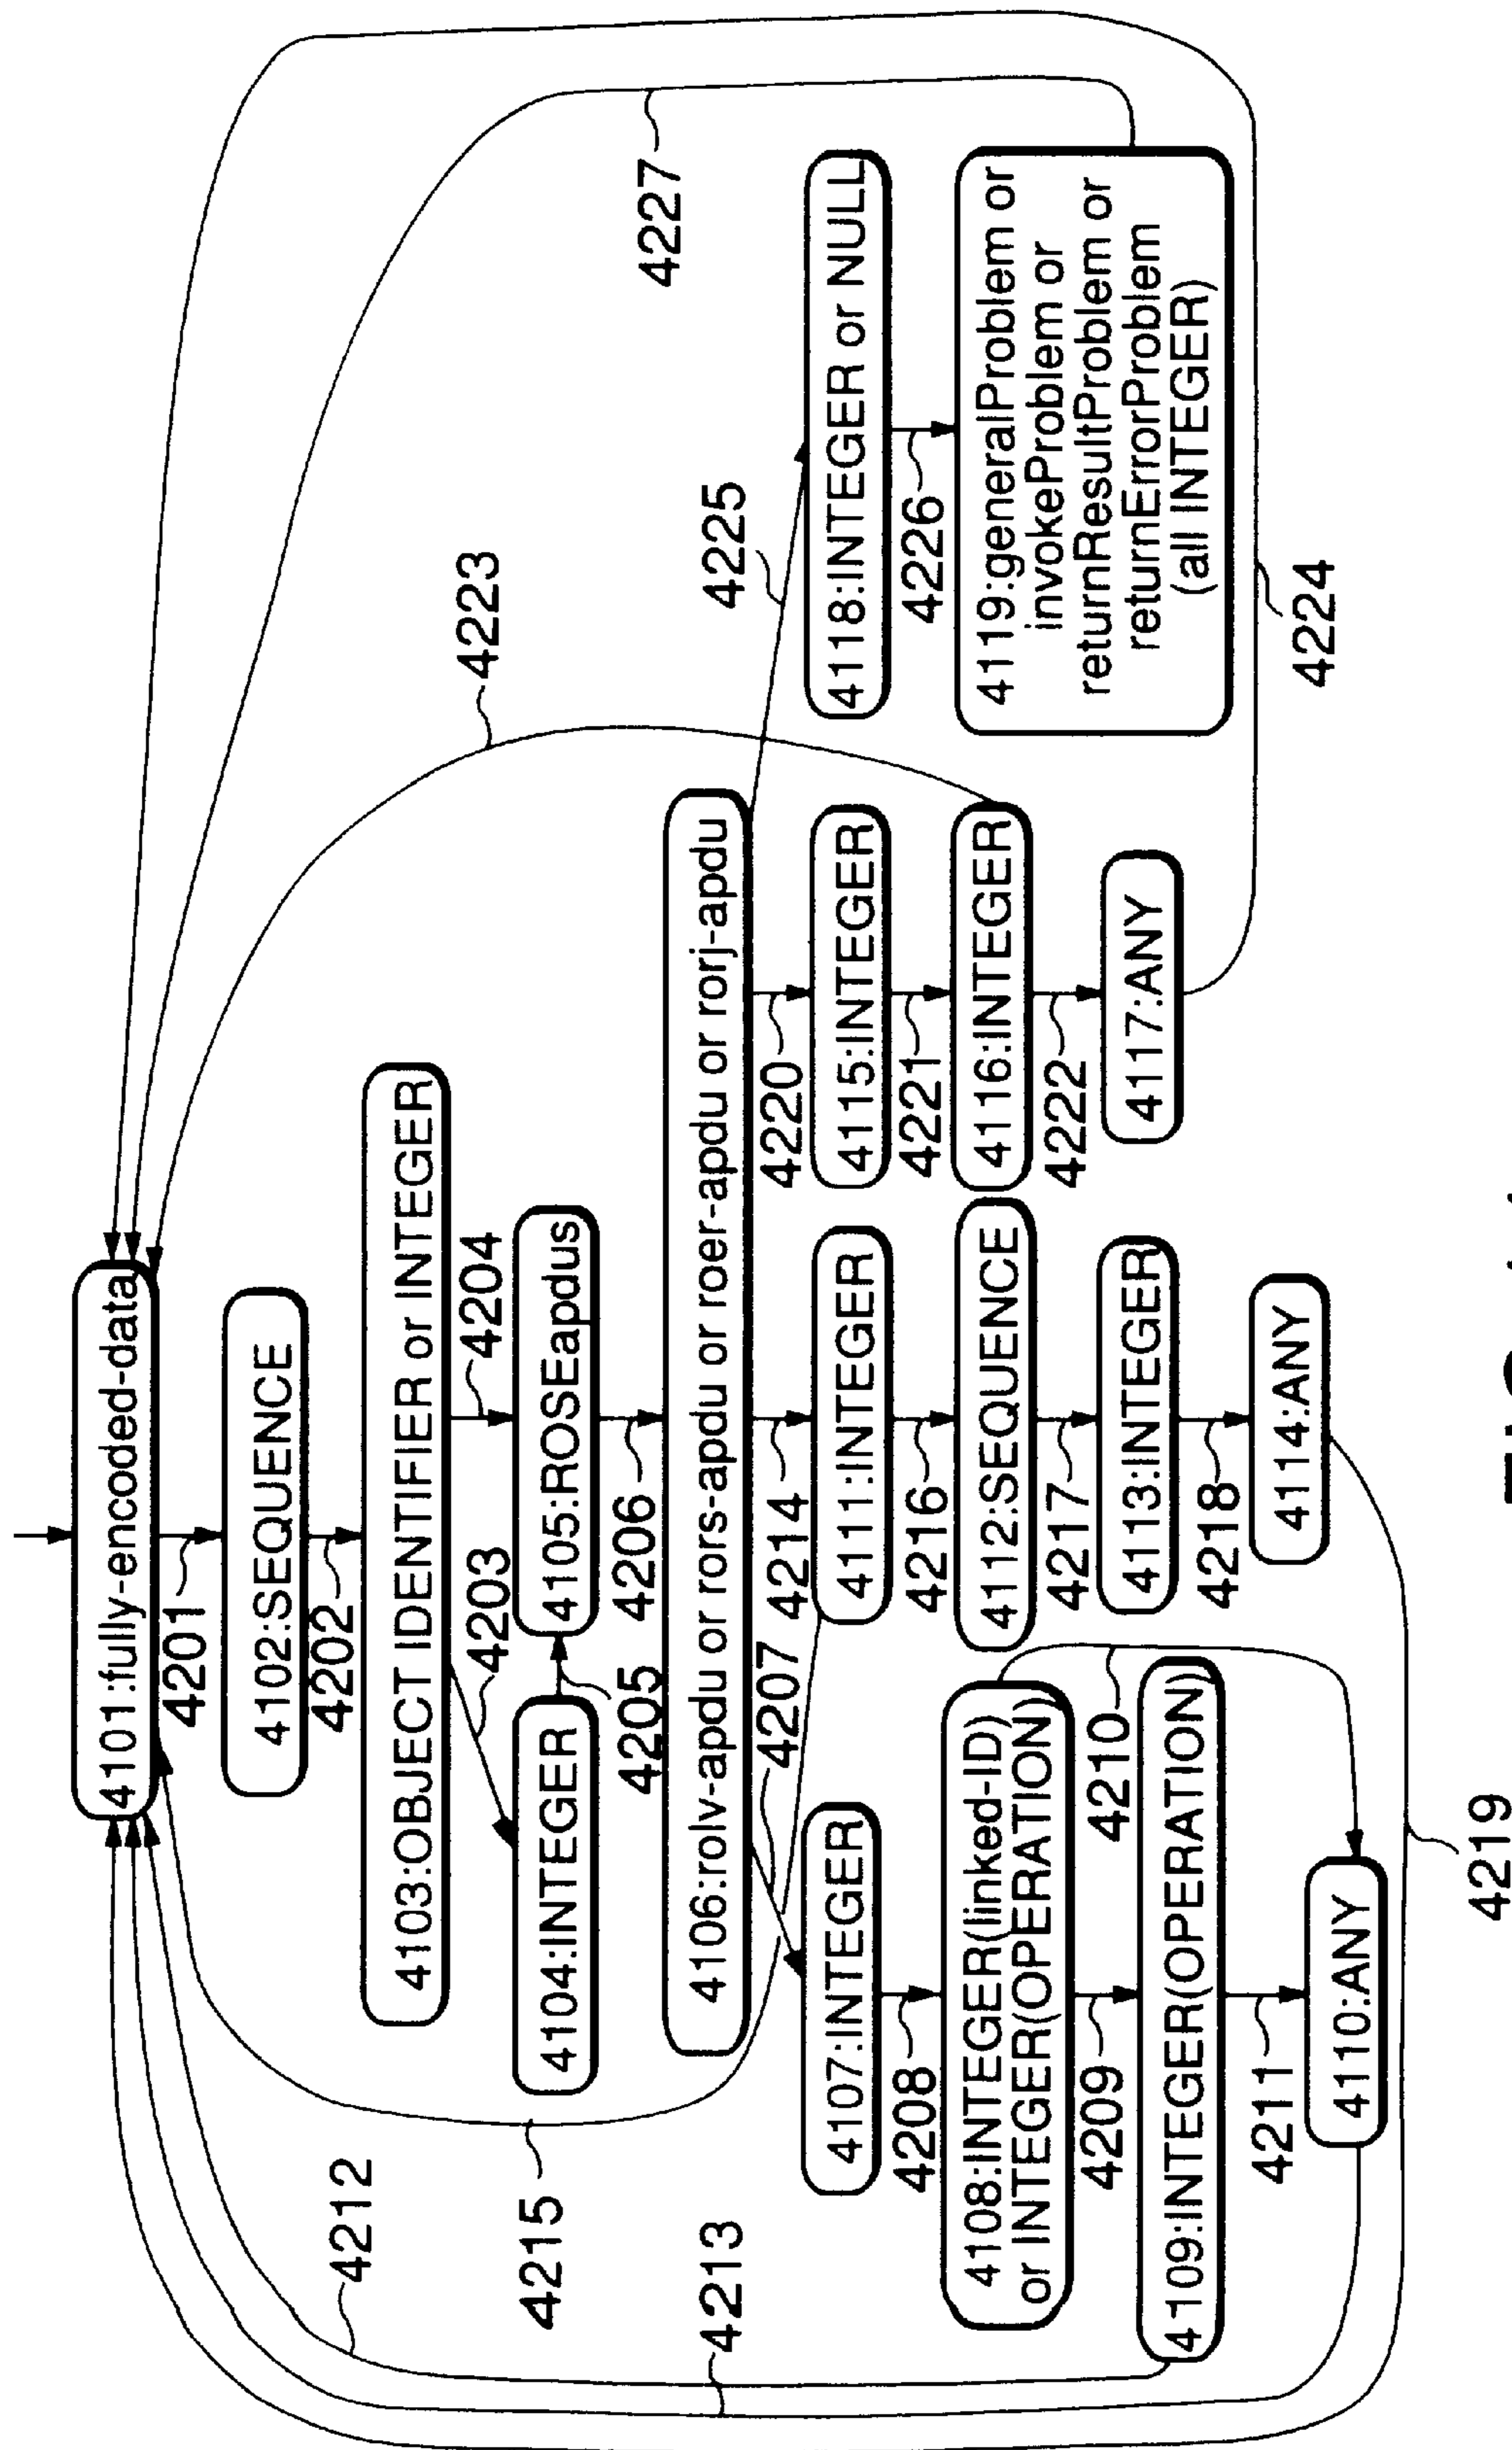 4101:fully-encoded-data
4201
4102:SEQUENCE
4202
4103:OBJECT IDENTIFIER or INTEGER
4203
4204
4104:INTEGER
4205
4105:ROSEapdus
4206
4106:rolv-apdu or rors-apdu or roer-apdu or rorj-apdu
4207
4214
4220
4225
4107:INTEGER
4111:INTEGER
4115:INTEGER
4118:INTEGER or NULL
4208
4216
4221
4226
4108:INTEGER(linked-ID)
or INTEGER(OPERATION)
4112:SEQUENCE
4116:INTEGER
4119:generalProblem or
invokeProblem or
returnResultProblem or
returnErrorProblem
(all INTEGER)
4209
4210
4217
4222
4109:INTEGER(OPERATION)
4113:INTEGER
4117:ANY
4211
4218
4110:ANY
4114:ANY
4212
4213
4215
4219
4223
4224
4227